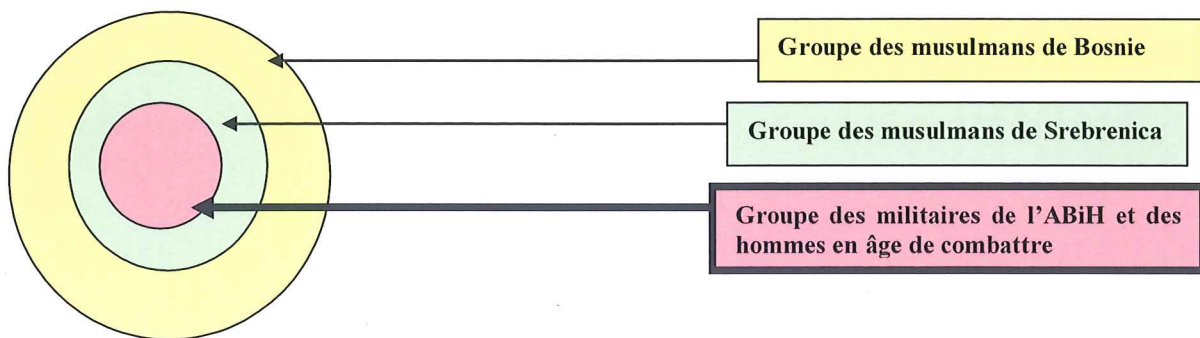 Groupe des musulmans de Bosnie
Groupe des musulmans de Srebrenica
Groupe des militaires de l'ABiH et des
hommes en âge de combattre